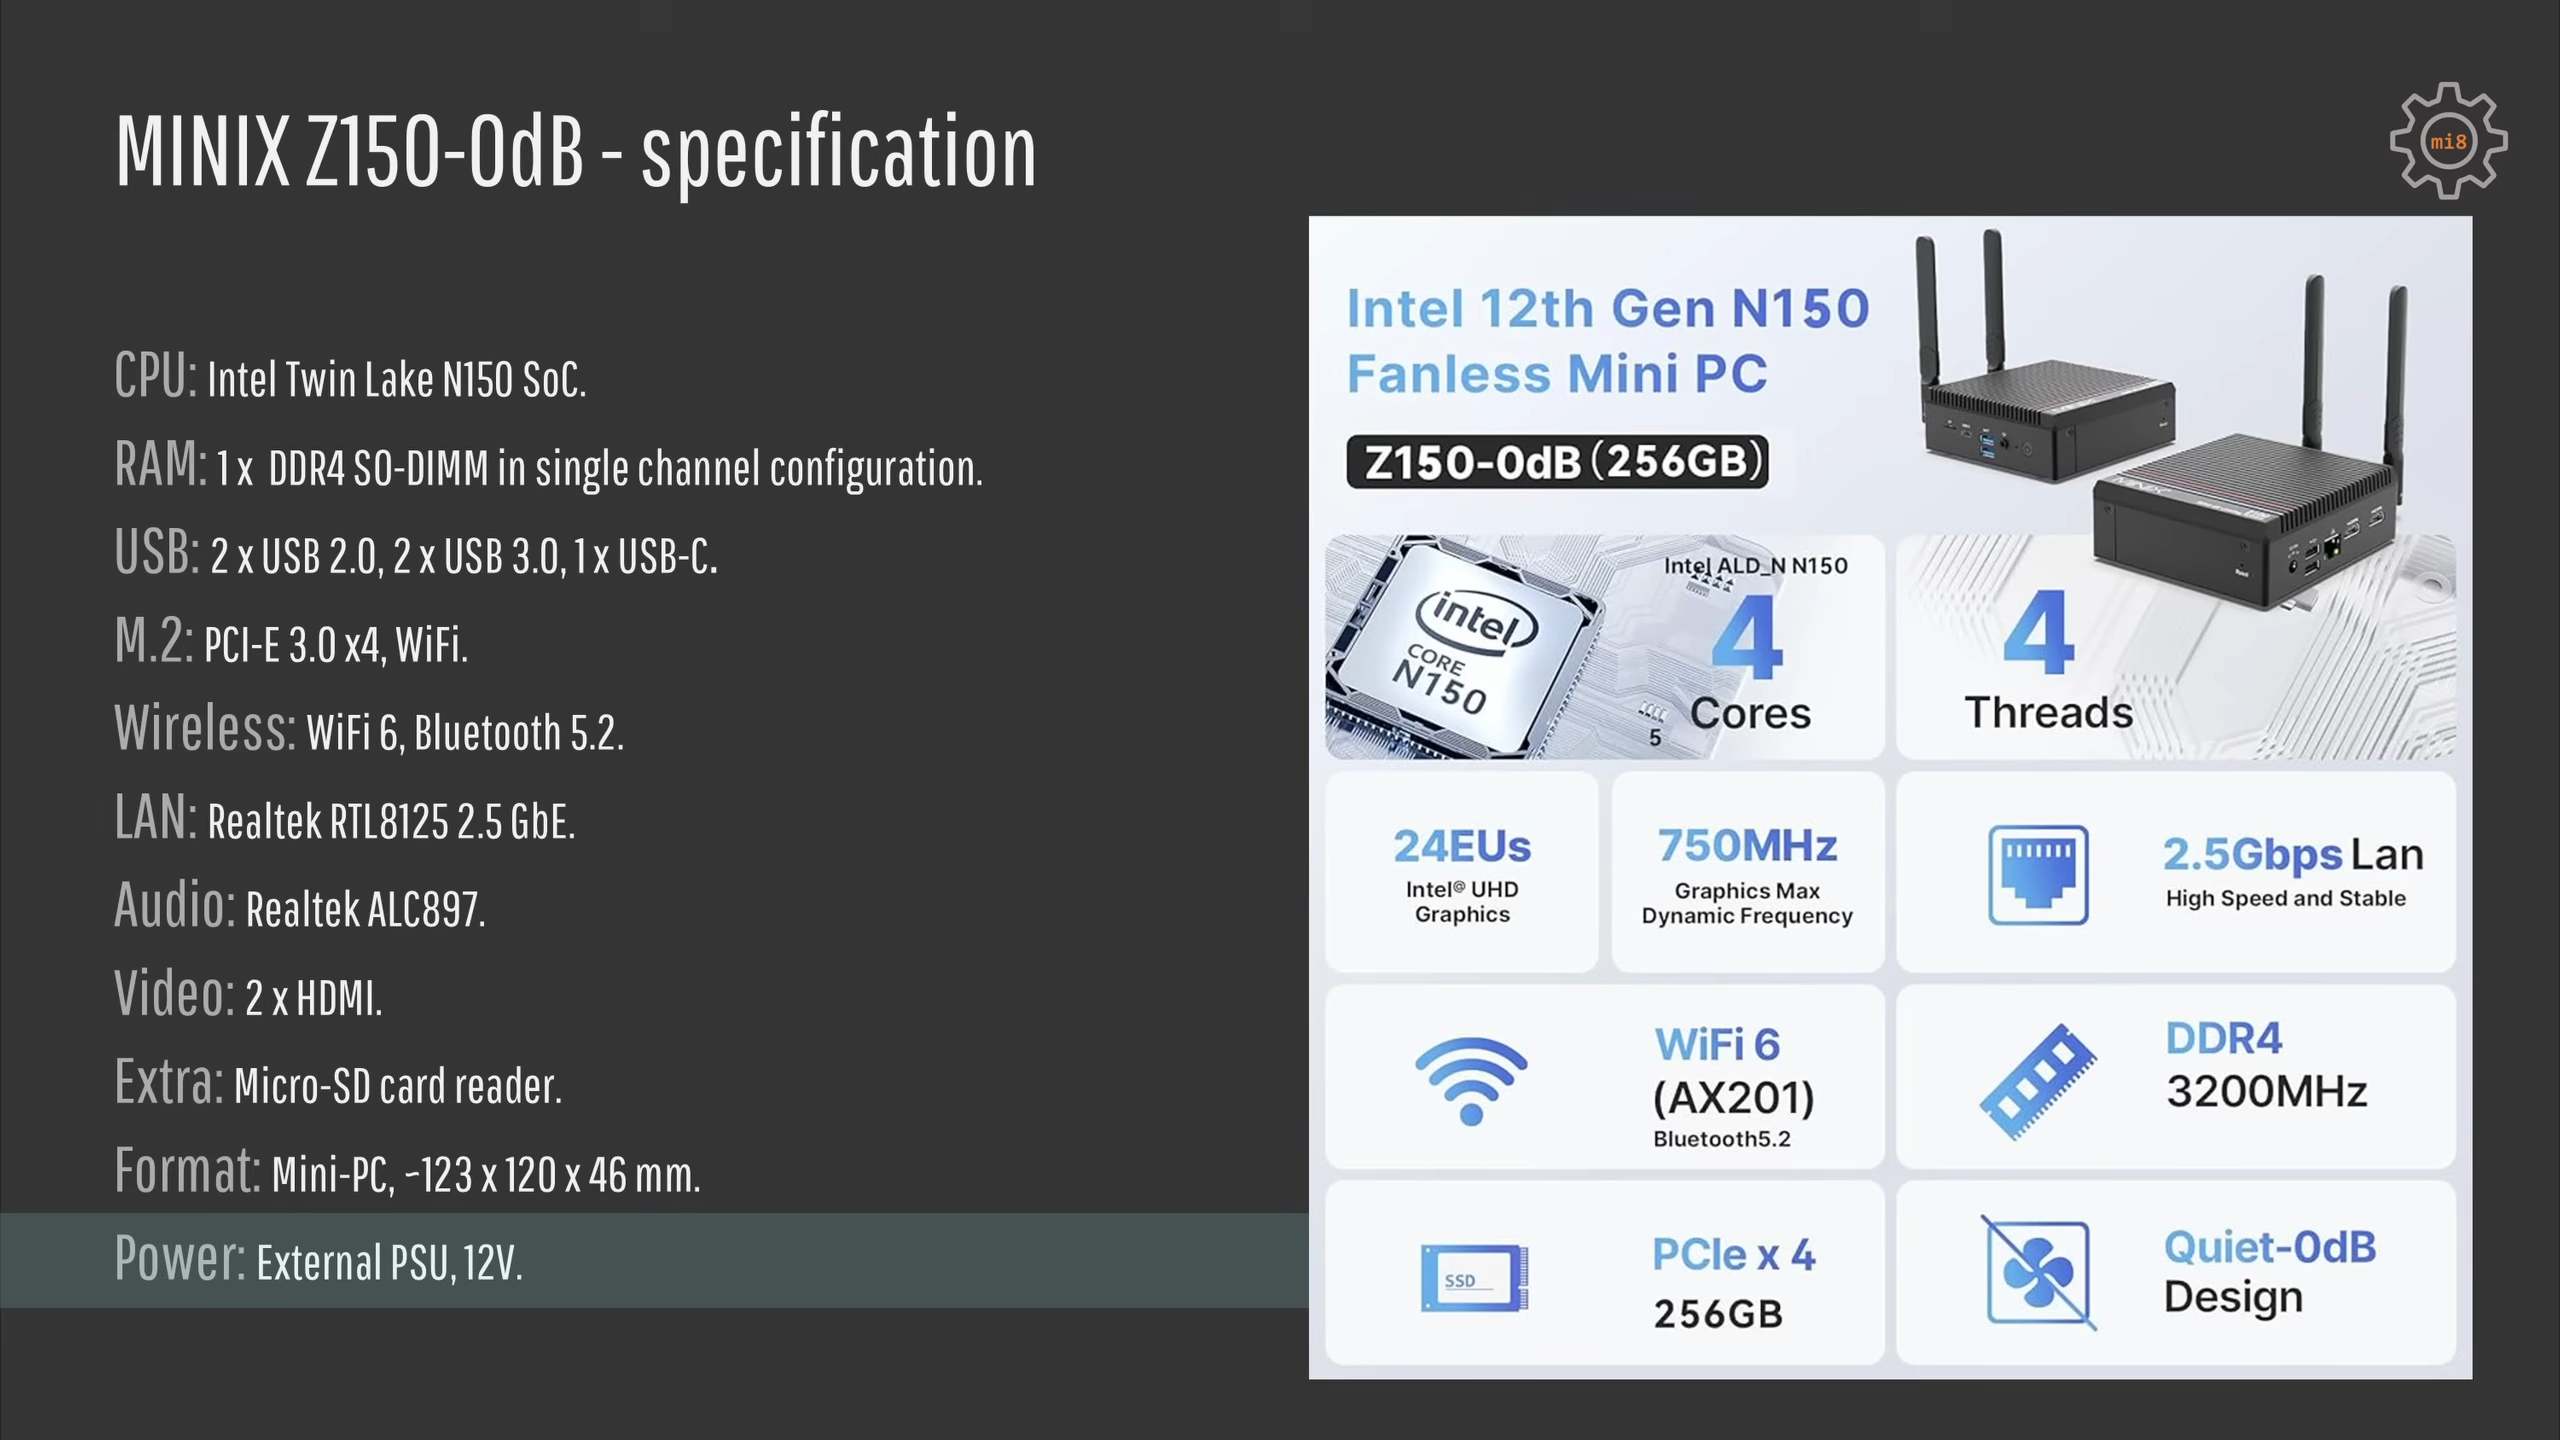 MINIX Z150-0dB - specification
mi8
CPU: Intel Twin Lake N150 SoC.
RAM: 1 x  DDR4 SO-DIMM in single channel configuration.
USB: 2 x USB 2.0, 2 x USB 3.0, 1 x USB-C.
M.2: PCI-E 3.0 x4, WiFi.
Wireless: WiFi 6, Bluetooth 5.2.
LAN: Realtek RTL8125 2.5 GbE.
Audio: Realtek ALC897.
Video: 2 x HDMI.
Extra: Micro-SD card reader.
Format: Mini-PC, ~123 x 120 x 46 mm.
Power: External PSU, 12V.
Intel 12th Gen N150
Fanless Mini PC
Z150-0dB (256GB)
MINIX
Intel ALD_N N150
intel
CORE
N150
5
4
Cores
4
Threads
24EUs
Intel® UHD
Graphics
750MHz
Graphics Max
Dynamic Frequency
2.5Gbps Lan
High Speed and Stable
WiFi 6
(AX201)
Bluetooth5.2
DDR4
3200MHz
SSD
PCIe x 4
256GB
Quiet-0dB
Design